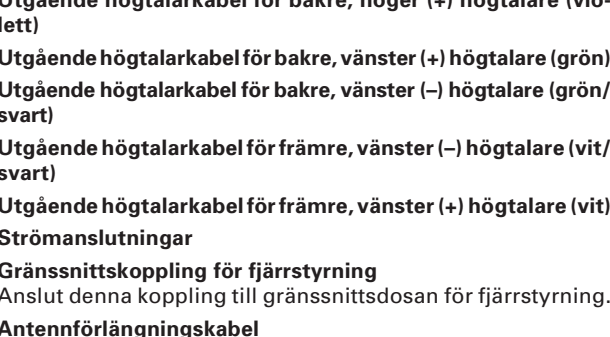 Utgående högtalarkabel för bakre, höger (+) högtalare (vio-
lett)
Utgående högtalarkabel för bakre, vänster (+) högtalare (grön)
Utgående högtalarkabel för bakre, vänster (–) högtalare (grön/
svart)
Utgående högtalarkabel för främre, vänster (–) högtalare (vit/
svart)
Utgående högtalarkabel för främre, vänster (+) högtalare (vit)
Strömanslutningar
Gränssnittskoppling för fjärrstyrning
Anslut denna koppling till gränssnittsdosan för fjärrstyrning.
Antennförlängningskabel